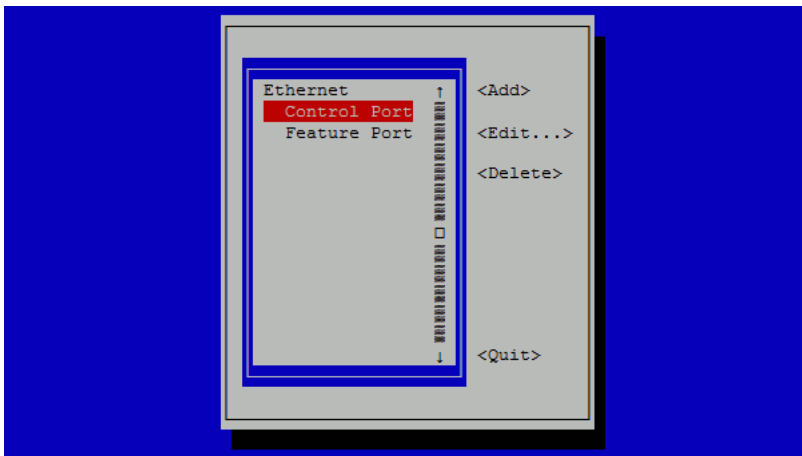 Ethernet ↑ <Add>
Control Port
Feature Port <Edit...>
<Delete>
↓ <Quit>